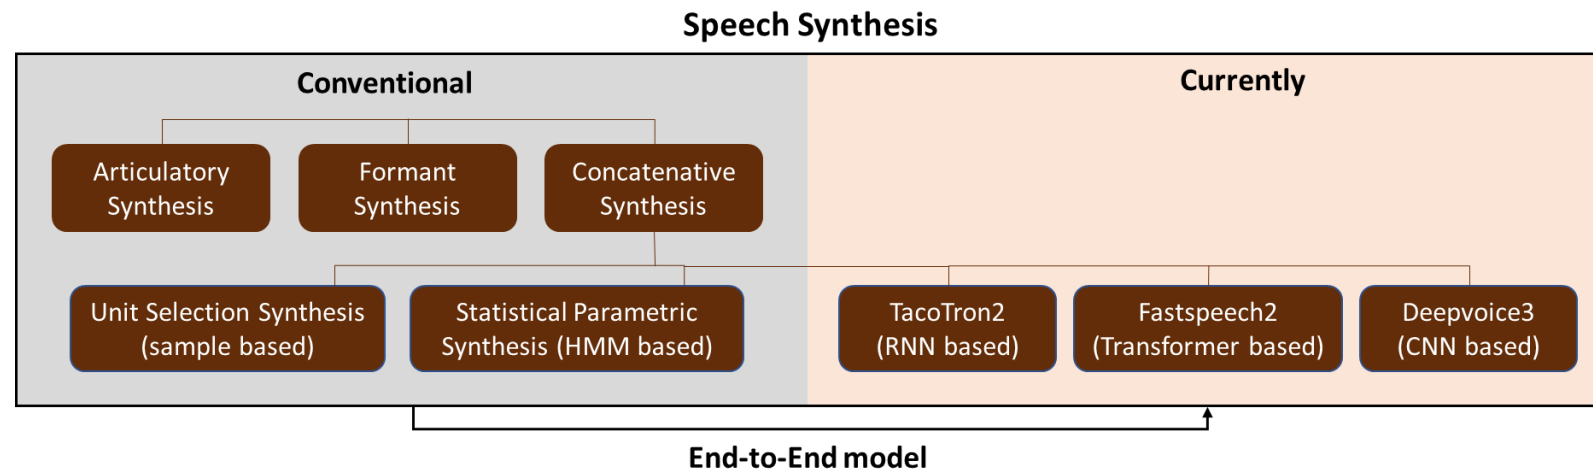 Speech Synthesis
Conventional
Currently
Articulatory
Synthesis
Formant
Synthesis
Concatenative
Synthesis
Unit Selection Synthesis
(sample based)
Statistical Parametric
Synthesis (HMM based)
TacoTron2
(RNN based)
Fastspeech2
(Transformer based)
Deepvoice3
(CNN based)
End-to-End model